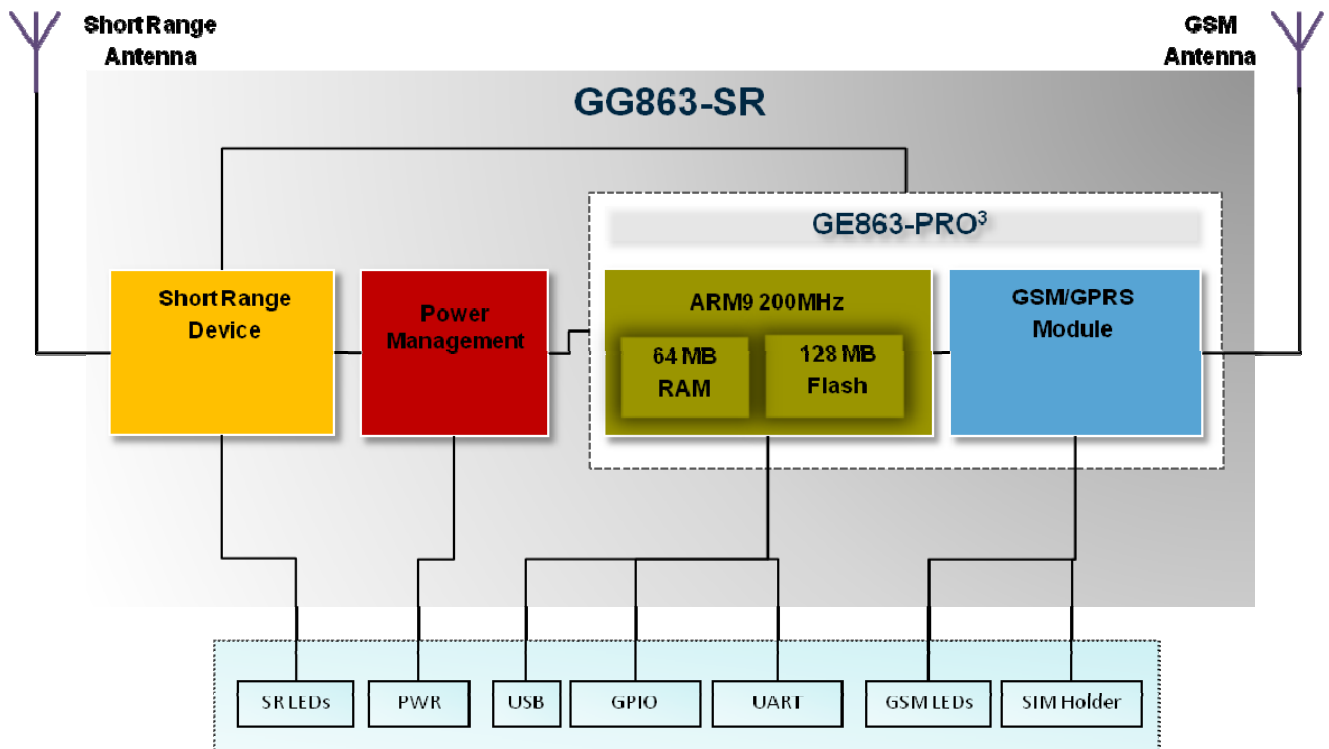 Short Range
Antenna
GSM
Antenna
GG863-SR
GE863-PRO³
Short Range
Device
Power
Management
ARM9 200MHz
64 MB
RAM
128 MB
Flash
GSM/GPRS
Module
SR LEDs
PWR
USB
GPIO
UART
GSM LEDs
SIM Holder